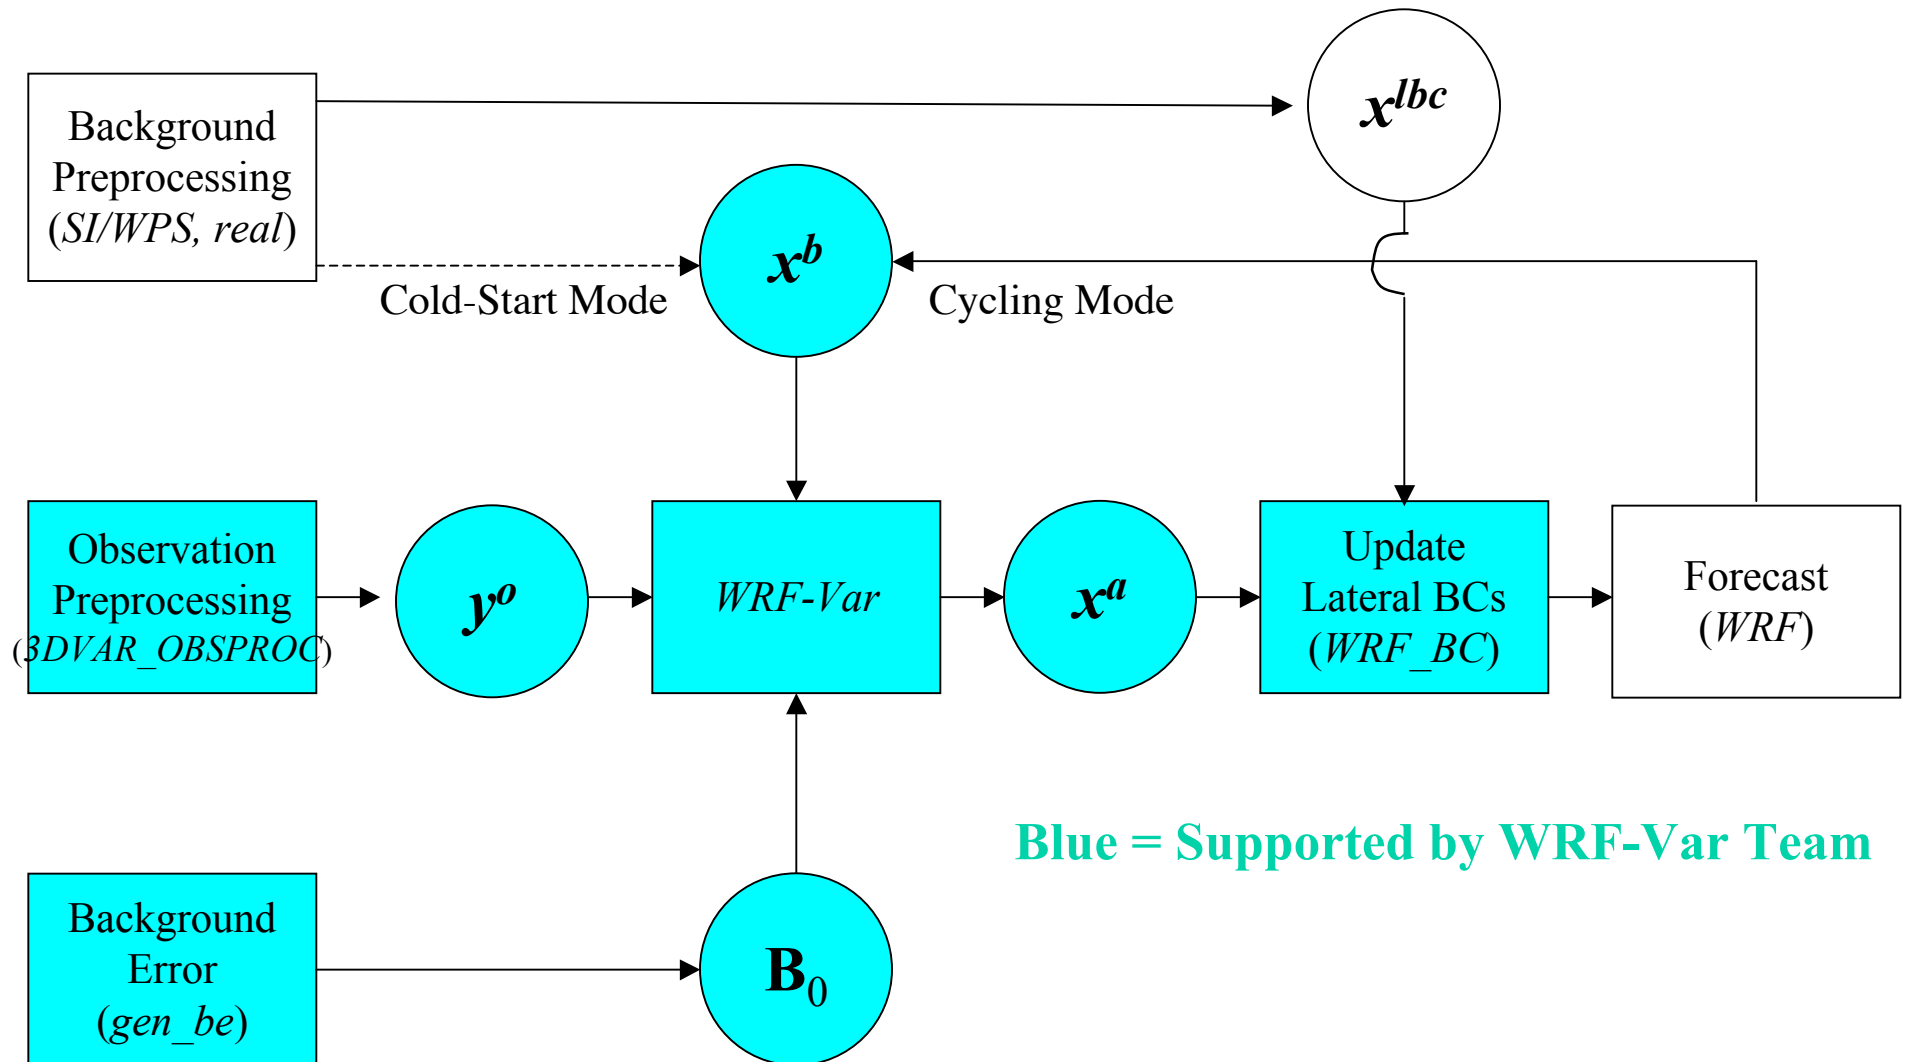 Background
Preprocessing
(SI/WPS, real)
x^lbc
x^b
Cold-Start Mode
Cycling Mode
Observation
Preprocessing
(3DVAR_OBSPROC)
y^o
WRF-Var
x^a
Update
Lateral BCs
(WRF_BC)
Forecast
(WRF)
Blue = Supported by WRF-Var Team
Background
Error
(gen_be)
B₀